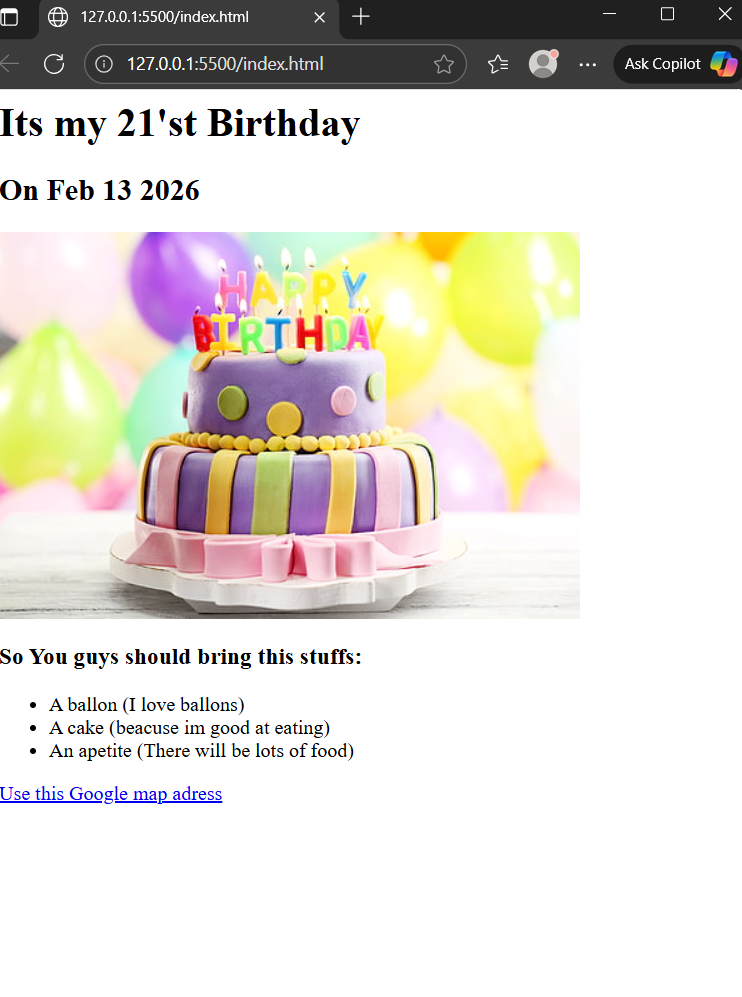 127.0.0.1:5500/index.html
127.0.0.1:5500/index.html
Ask Copilot
Its my 21'st Birthday
On Feb 13 2026
HAPPY
BIRTHDAY
So You guys should bring this stuffs:
A ballon (I love ballons)
A cake (beacuse im good at eating)
An apetite (There will be lots of food)
Use this Google map adress